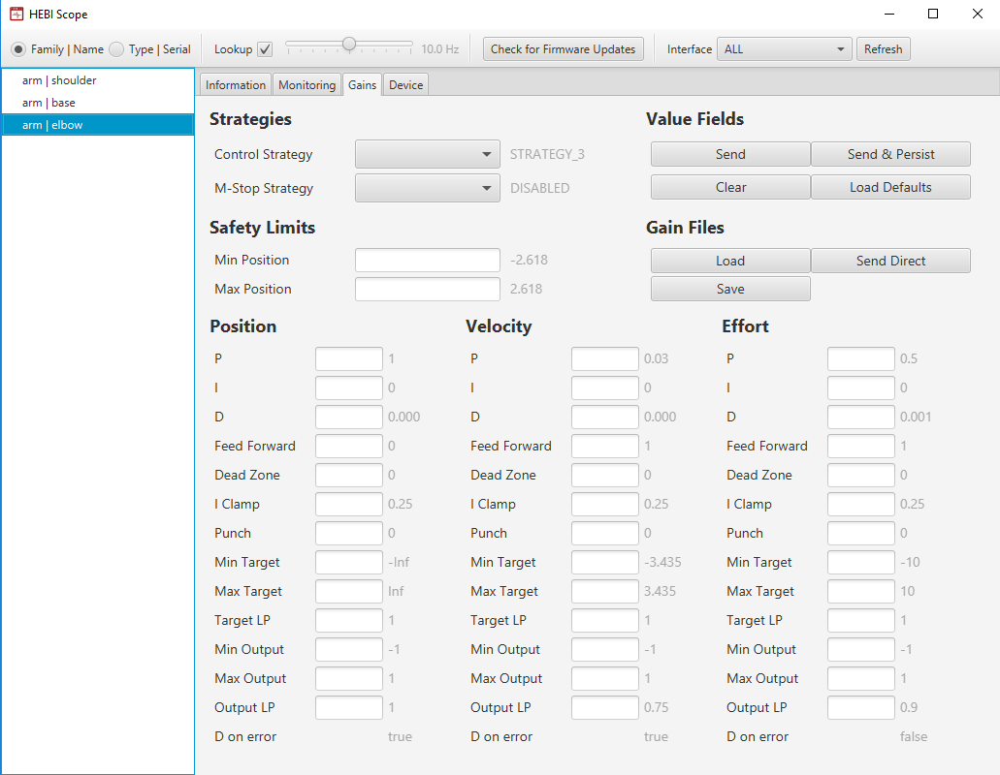 HEBI Scope
Family | Name Type | Serial Lookup 10.0 Hz Check for Firmware Updates Interface ALL Refresh
arm | shoulder
arm | base
arm | elbow
Information Monitoring Gains Device
Strategies
Control Strategy STRATEGY_3
M-Stop Strategy DISABLED
Value Fields
Send Send & Persist
Clear Load Defaults
Safety Limits
Min Position -2.618
Max Position 2.618
Gain Files
Load Send Direct
Save
Position
P 1
I 0
D 0.000
Feed Forward 0
Dead Zone 0
I Clamp 0.25
Punch 0
Min Target -Inf
Max Target Inf
Target LP 1
Min Output -1
Max Output 1
Output LP 1
D on error true
Velocity
P 0.03
I 0
D 0.000
Feed Forward 1
Dead Zone 0
I Clamp 0.25
Punch 0
Min Target -3.435
Max Target 3.435
Target LP 1
Min Output -1
Max Output 1
Output LP 0.75
D on error true
Effort
P 0.5
I 0
D 0.001
Feed Forward 1
Dead Zone 0
I Clamp 0.25
Punch 0
Min Target -10
Max Target 10
Target LP 1
Min Output -1
Max Output 1
Output LP 0.9
D on error false